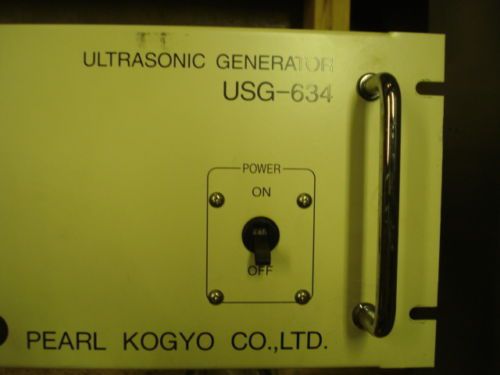 ULTRASONIC GENERATOR
USG-634
POWER
ON
OFF
PEARL KOGYO CO.,LTD.